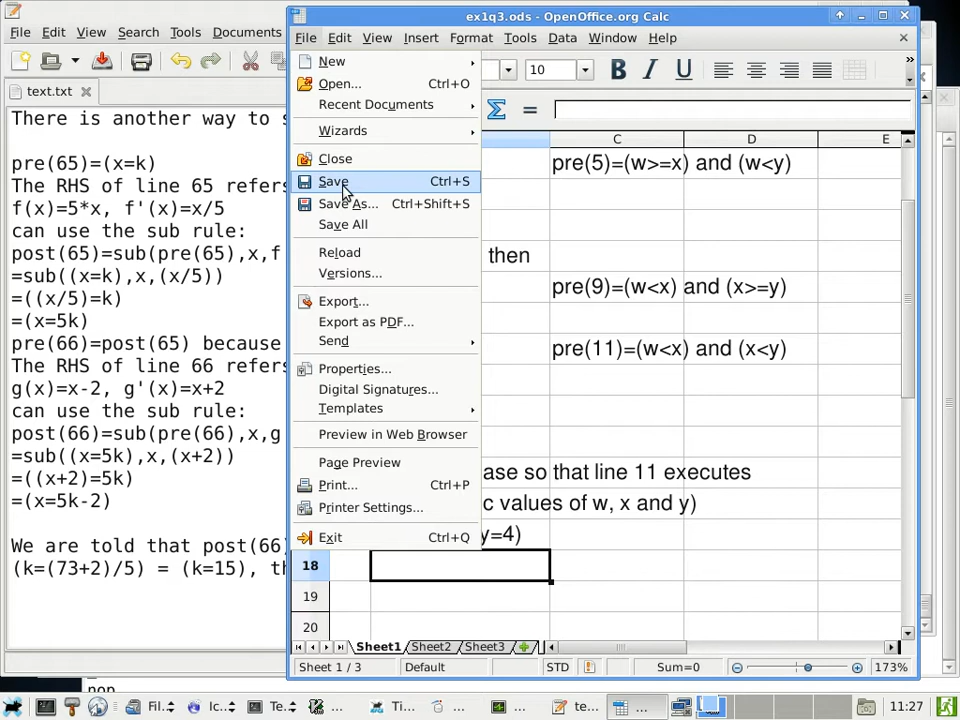 ex1q3.ods - OpenOffice.org Calc
File Edit View Search Tools Documents
File Edit View Insert Format Tools Data Window Help
text.txt
New
Open... Ctrl+O
Recent Documents
Wizards
Close
Save Ctrl+S
Save As... Ctrl+Shift+S
Save All
Reload
Versions...
Export...
Export as PDF...
Send
Properties...
Digital Signatures...
Templates
Preview in Web Browser
Page Preview
Print... Ctrl+P
Printer Settings...
Exit Ctrl+Q
There is another way to s
pre(65)=(x=k)
The RHS of line 65 refers
f(x)=5*x, f'(x)=x/5
can use the sub rule:
post(65)=sub(pre(65),x,f
=sub((x=k),x,(x/5))
=((x/5)=k)
=(x=5k)
pre(66)=post(65) because
The RHS of line 66 refers
g(x)=x-2, g'(x)=x+2
can use the sub rule:
post(66)=sub(pre(66),x,g
=sub((x=5k),x,(x+2))
=((x+2)=5k)
=(x=5k-2)
We are told that post(66)
(k=(73+2)/5) = (k=15), th
10 B I U
Σ =
C D E
pre(5)=(w>=x) and (w<y)
then
pre(9)=(w<x) and (x>=y)
pre(11)=(w<x) and (x<y)
ase so that line 11 executes
c values of w, x and y)
y=4)
18
19
20
Sheet1 Sheet2 Sheet3
Sheet 1 / 3 Default STD Sum=0 173%
nop
Fil. Ic. Te. ... Ti... ... ... te... ... 11:27